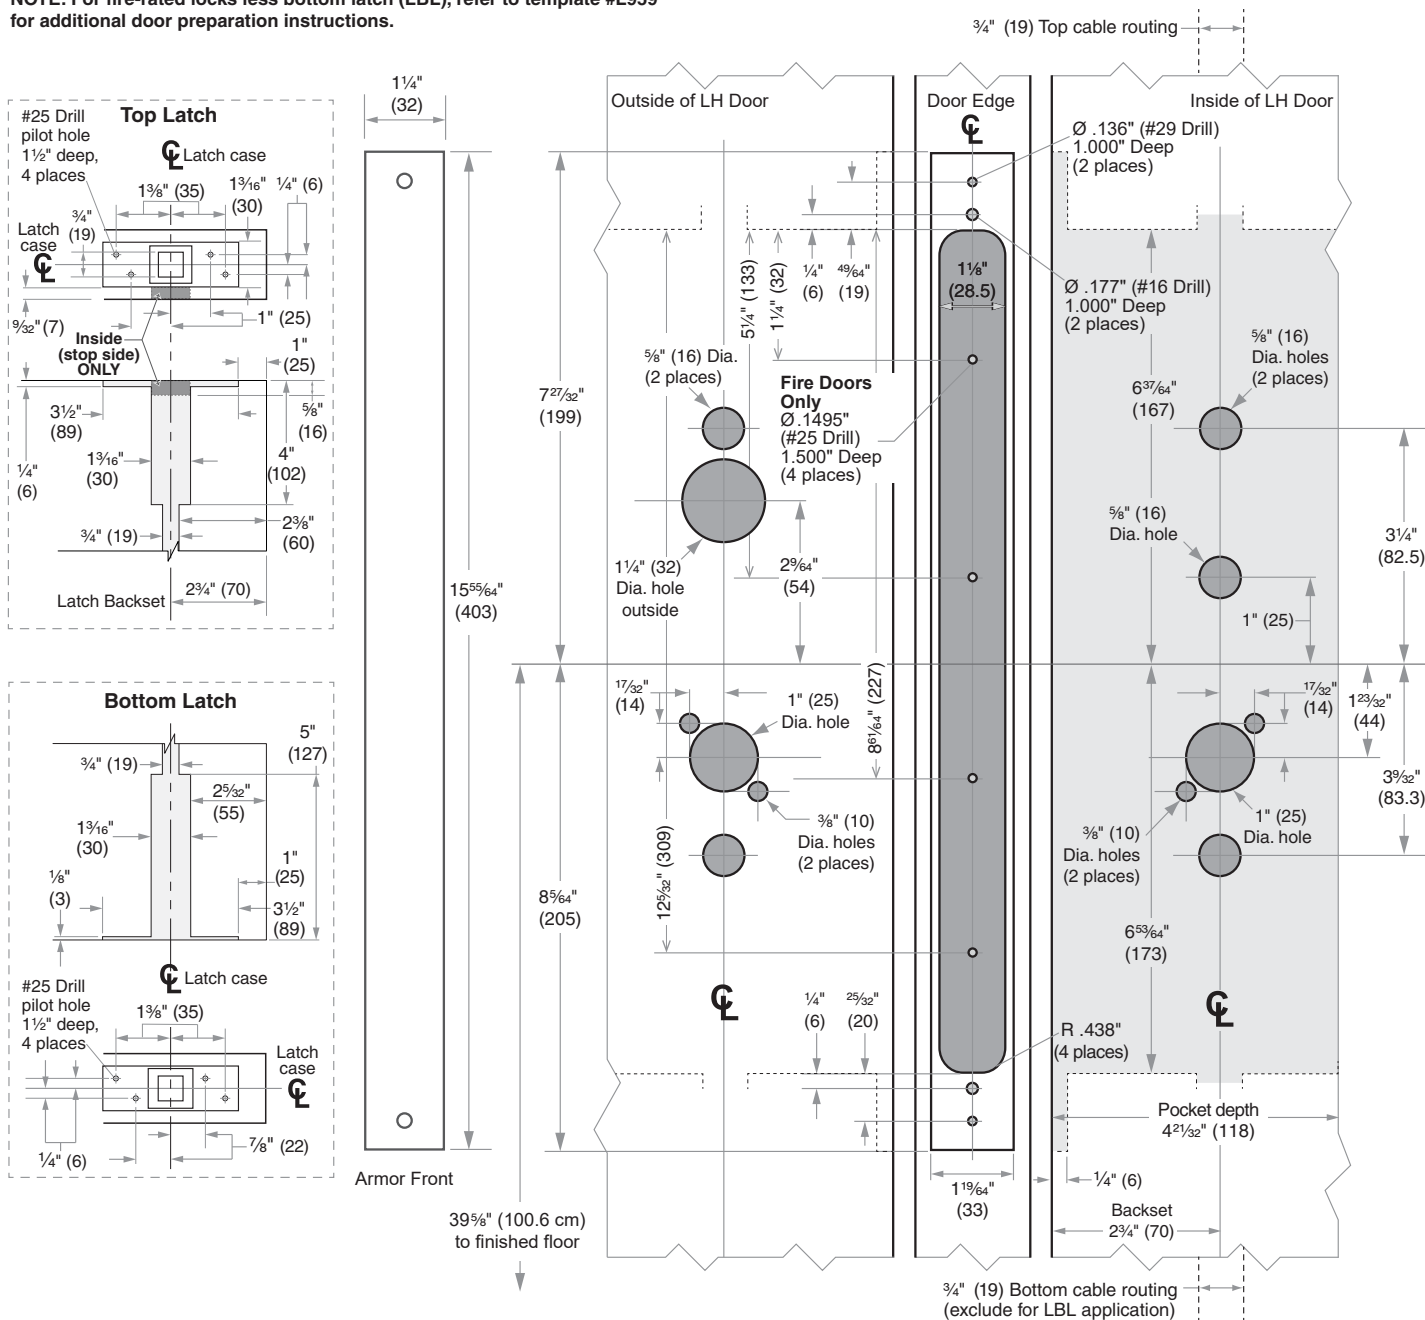 NOTE: For fire-rated locks less bottom latch (LBL), refer to template #L959
for additional door preparation instructions.
¾" (19) Top cable routing
Top Latch
#25 Drill
pilot hole
1½" deep,
4 places
CL Latch case
1⅜" (35)
1³⁄₁₆"
(30)
¼" (6)
¾"
(19)
Latch
case
CL
⁹⁄₃₂" (7)
1" (25)
Inside
(stop side)
ONLY
1"
(25)
3½"
(89)
⅝"
(16)
¼"
(6)
1³⁄₁₆"
(30)
4"
(102)
¾" (19)
2⅜"
(60)
Latch Backset
2¾" (70)
Bottom Latch
5"
(127)
¾" (19)
2⁵⁄₃₂"
(55)
1³⁄₁₆"
(30)
⅛"
(3)
1"
(25)
3½"
(89)
CL Latch case
#25 Drill
pilot hole
1½" deep,
4 places
1⅜" (35)
Latch
case
CL
¼" (6)
⅞" (22)
1¼"
(32)
15⁵⁵⁄₆₄"
(403)
Armor Front
Outside of LH Door
7²⁷⁄₃₂"
(199)
5¼" (133)
1¼" (32)
¼"
(6)
⁴⁹⁄₆₄"
(19)
⅝" (16) Dia.
(2 places)
Fire Doors
Only
Ø .1495"
(#25 Drill)
1.500" Deep
(4 places)
1¼" (32)
Dia. hole
outside
2⁹⁄₆₄"
(54)
¹⁷⁄₃₂"
(14)
1" (25)
Dia. hole
8⁶¹⁄₆₄" (227)
⅜" (10)
Dia. holes
(2 places)
12⁵⁄₃₂" (309)
8⁵⁄₆₄"
(205)
CL
¼"
(6)
²⁵⁄₃₂"
(20)
39⅝" (100.6 cm)
to finished floor
Door Edge
CL
1⅛"
(28.5)
1¹⁹⁄₆₄"
(33)
Inside of LH Door
Ø .136" (#29 Drill)
1.000" Deep
(2 places)
Ø .177" (#16 Drill)
1.000" Deep
(2 places)
⅝" (16)
Dia. holes
(2 places)
6³⁷⁄₆₄"
(167)
⅝" (16)
Dia. hole
3¼"
(82.5)
1" (25)
¹⁷⁄₃₂"
(14)
1²³⁄₃₂"
(44)
3⁹⁄₃₂"
(83.3)
1" (25)
Dia. hole
⅜" (10)
Dia. holes
(2 places)
6⁵³⁄₆₄"
(173)
CL
R .438"
(4 places)
Pocket depth
4²¹⁄₃₂" (118)
¼" (6)
Backset
2¾" (70)
¾" (19) Bottom cable routing
(exclude for LBL application)